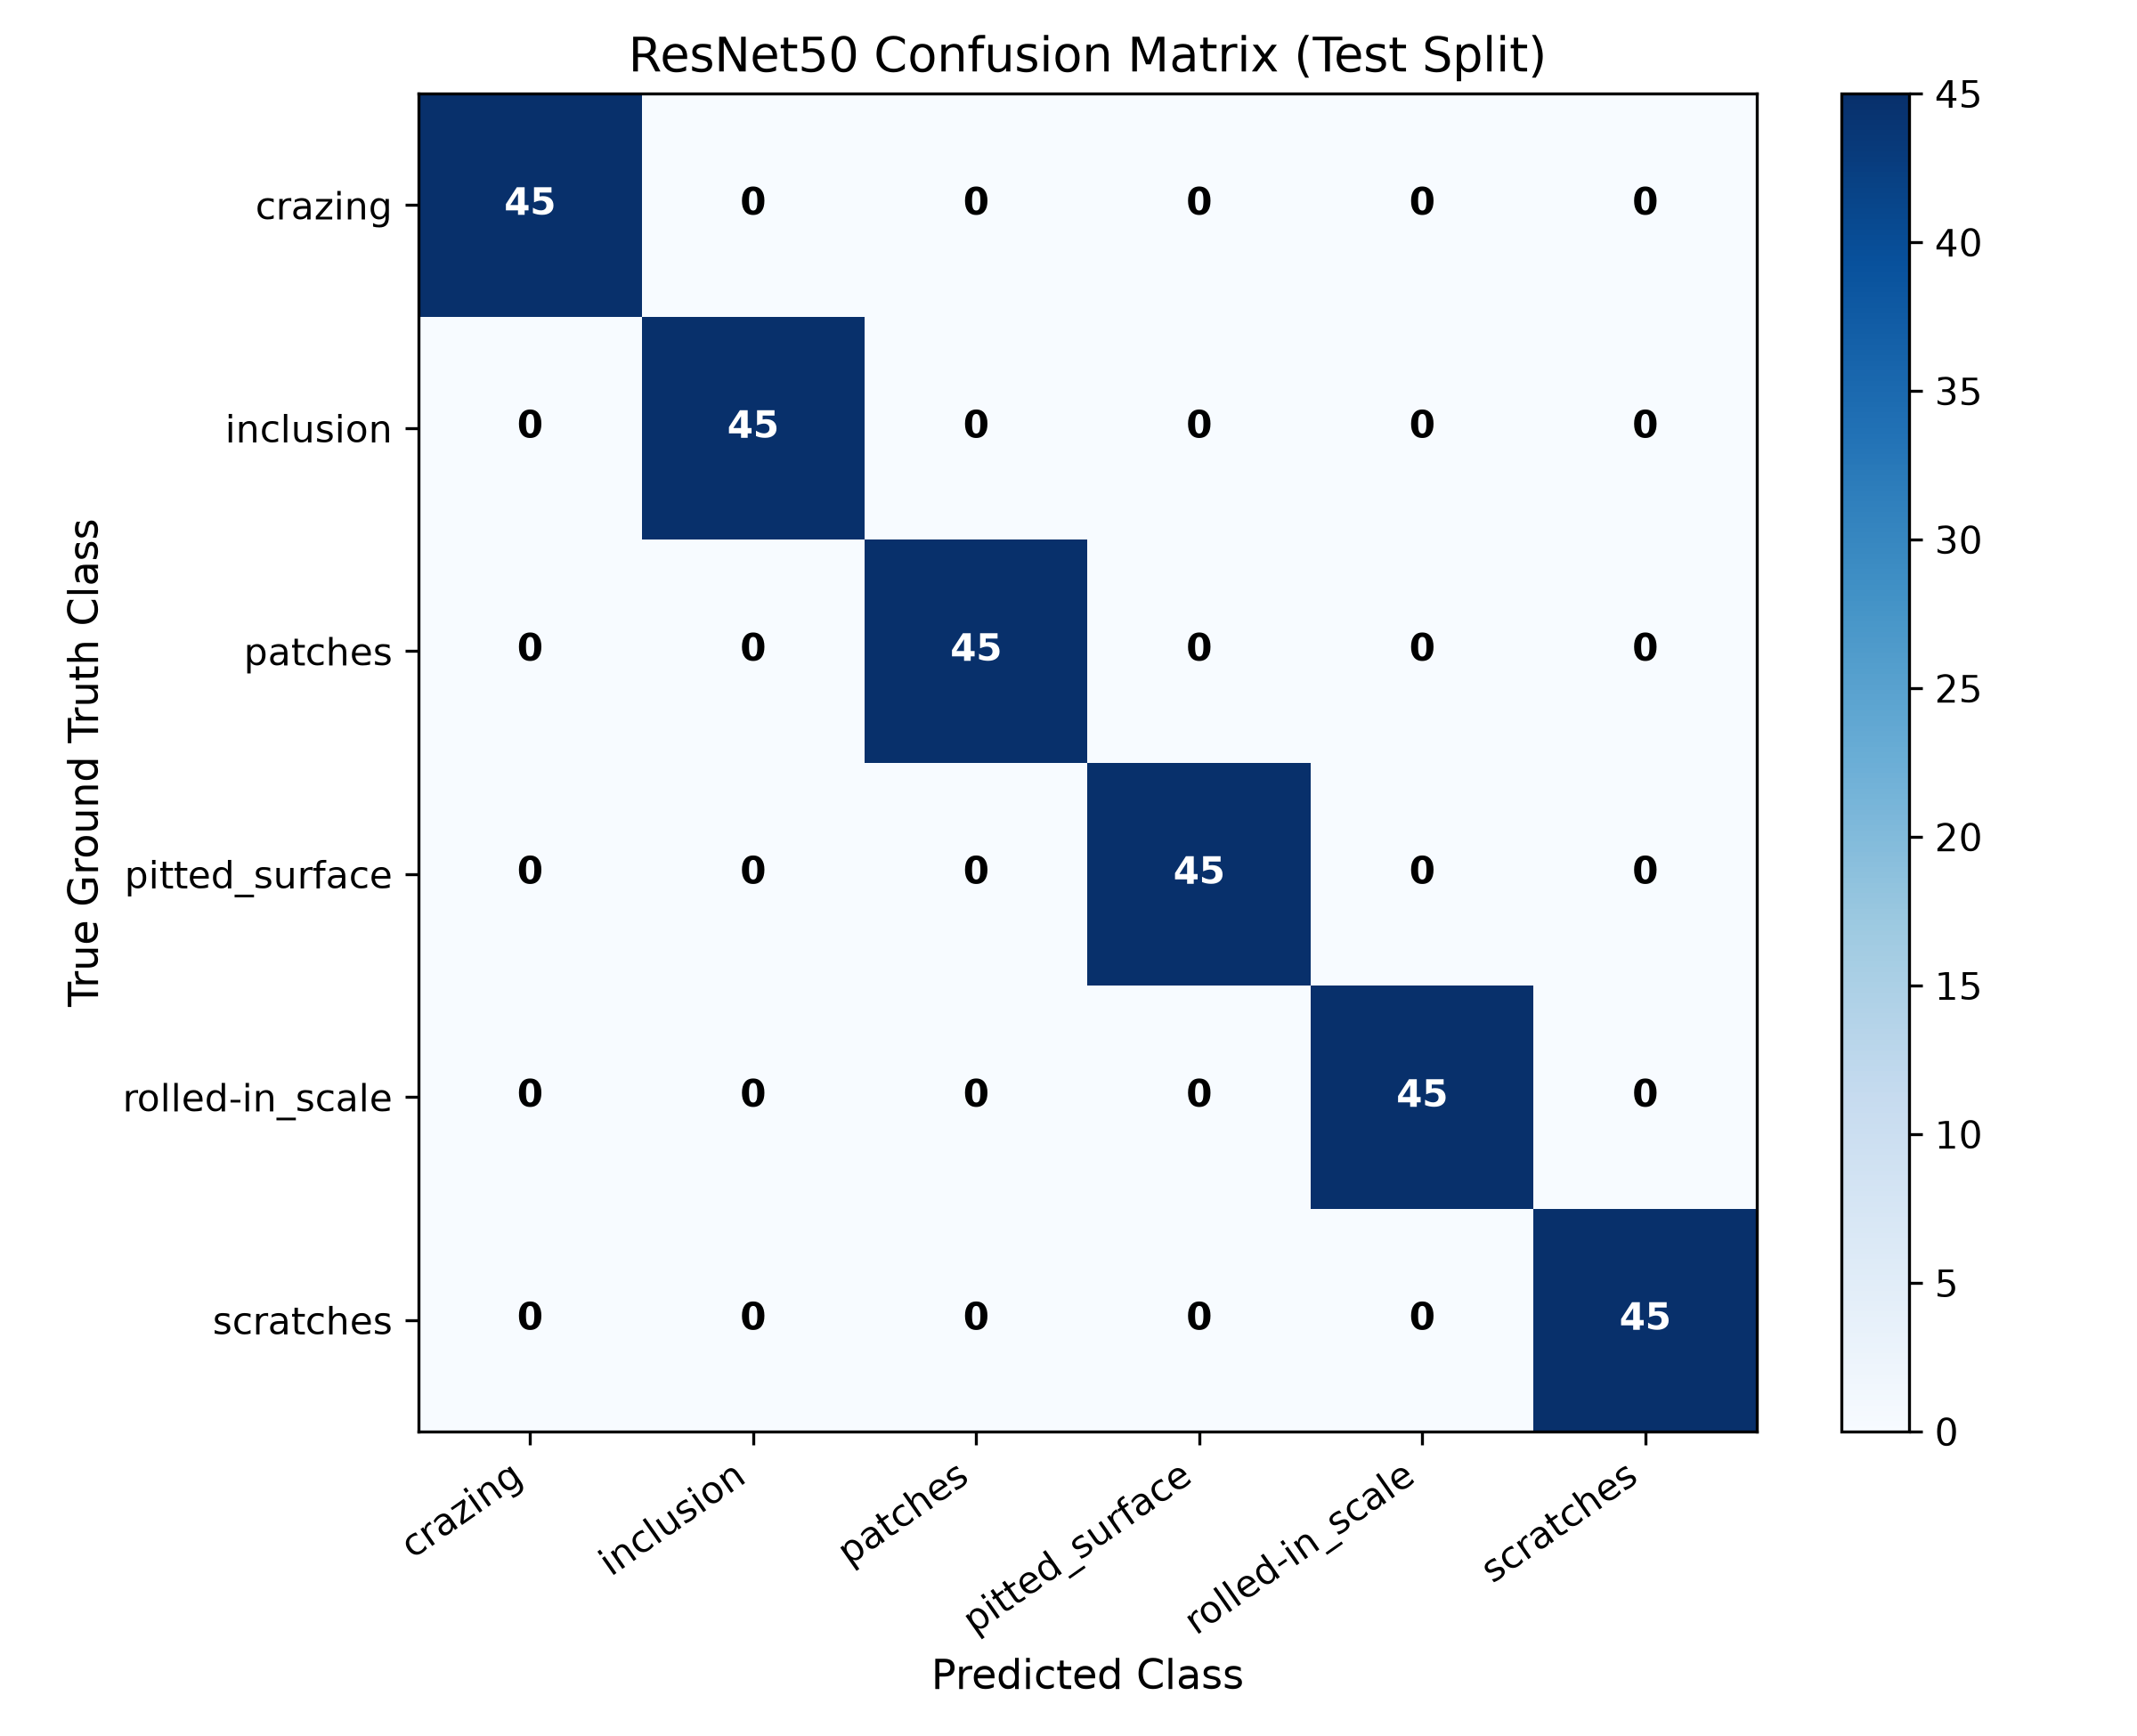 ResNet50 Confusion Matrix (Test Split)
True Ground Truth Class
crazing 45 0 0 0 0 0
inclusion 0 45 0 0 0 0
patches 0 0 45 0 0 0
pitted_surface 0 0 0 45 0 0
rolled-in_scale 0 0 0 0 45 0
scratches 0 0 0 0 0 45
crazing inclusion patches pitted_surface rolled-in_scale scratches
Predicted Class
45
40
35
30
25
20
15
10
5
0